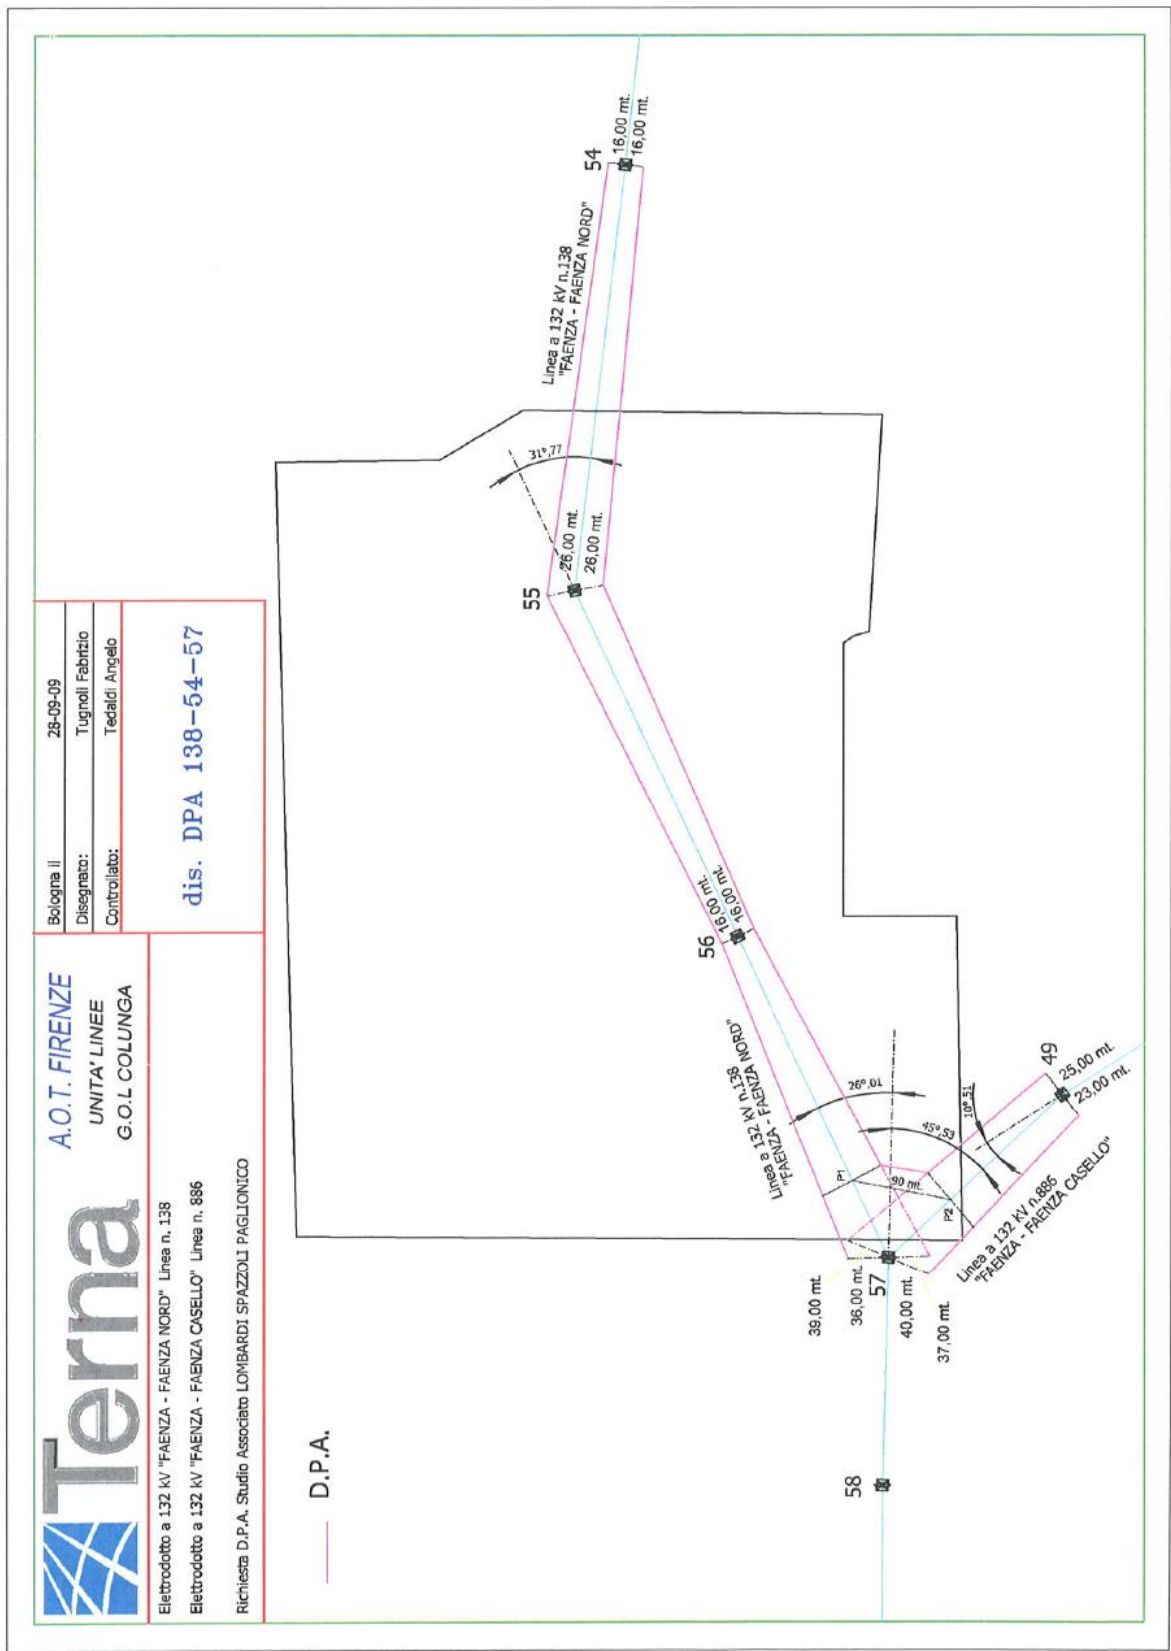 Terna
A.O.T. FIRENZE
UNITA' LINEE
G.O.L COLUNGA
Bologna il 28-09-09
Disegnato: Tugnoli Fabrizio
Controllato: Tedaldi Angelo
Elettrodotto a 132 kV "FAENZA - FAENZA NORD" Linea n. 138
Elettrodotto a 132 kV "FAENZA - FAENZA CASELLO" Linea n. 886
Richiesta D.P.A. Studio Associato LOMBARDI SPAZZOLI PAGLIONICO
dis. DPA 138-54-57
D.P.A.
54
16,00 mt.
16,00 mt.
Linea a 132 kV n.138
"FAENZA - FAENZA NORD"
31°,77
55
26,00 mt.
26,00 mt.
56
16,00 mt.
16,00 mt.
Linea a 132 kV n.138
"FAENZA - FAENZA NORD"
26°,01
45°,53
10°,51
49
25,00 mt.
23,00 mt.
P1
90 mt.
P2
Linea a 132 kV n.886
"FAENZA - FAENZA CASELLO"
39,00 mt.
36,00 mt.
57
40,00 mt.
37,00 mt.
58